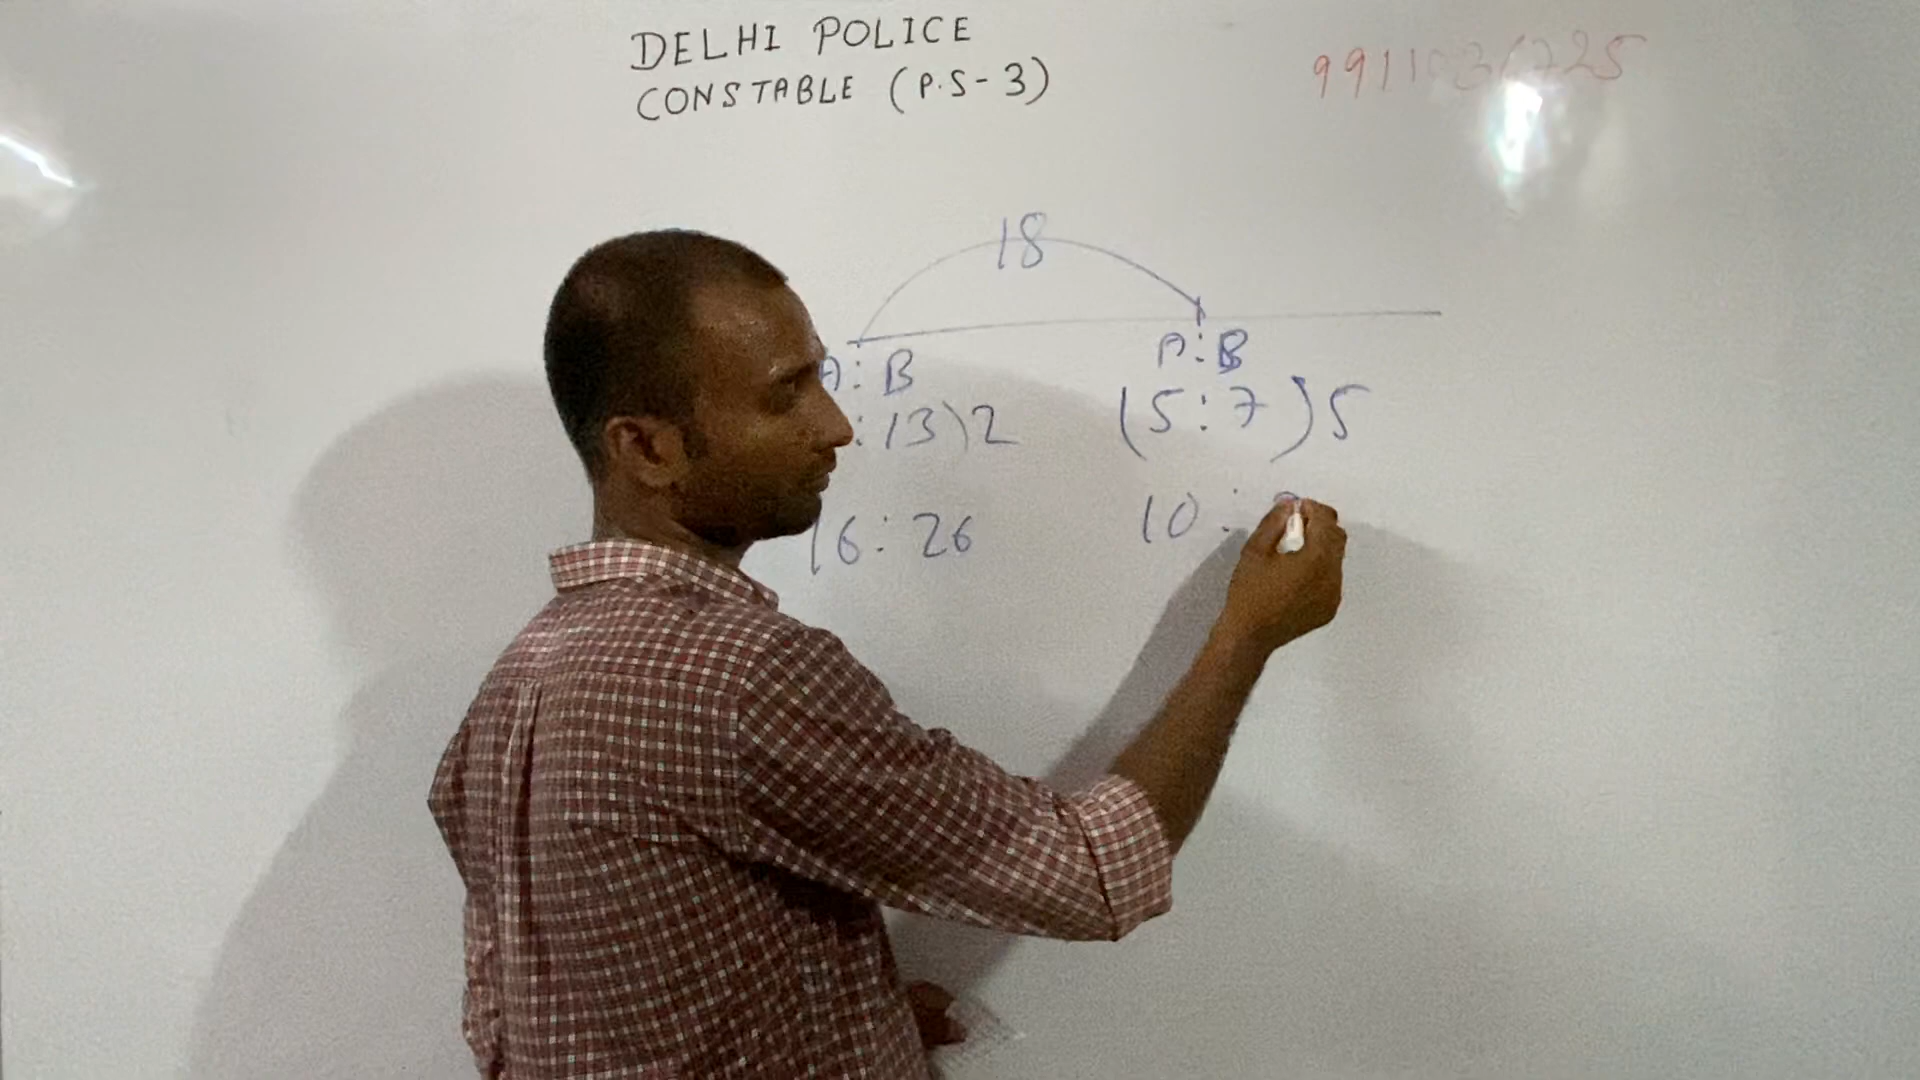 DELHI POLICE
CONSTABLE (P.S-3)
18
A:B
A:B
:13)2
(5:7)5
16:26
10: